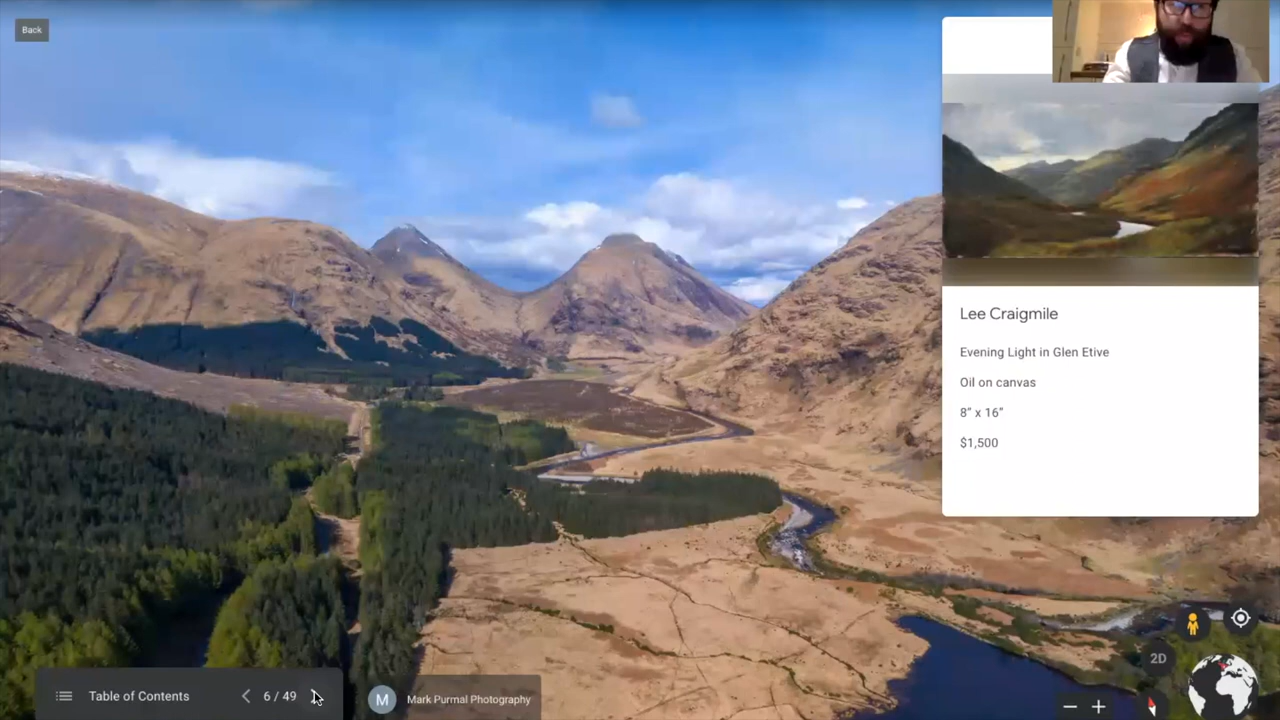 Back
Lee Craigmile
Evening Light in Glen Etive
Oil on canvas
8" x 16"
$1,500
Table of Contents
6 / 49
M
Mark Purmal Photography
2D